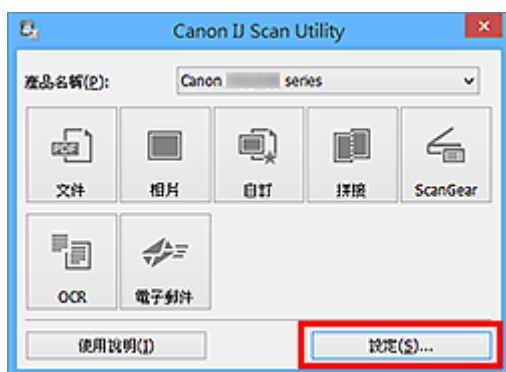 Canon IJ Scan Utility
產品名稱(P): Canon series
文件 相片 自訂 拼接 ScanGear
OCR 電子郵件
使用說明(I) 設定(S)...